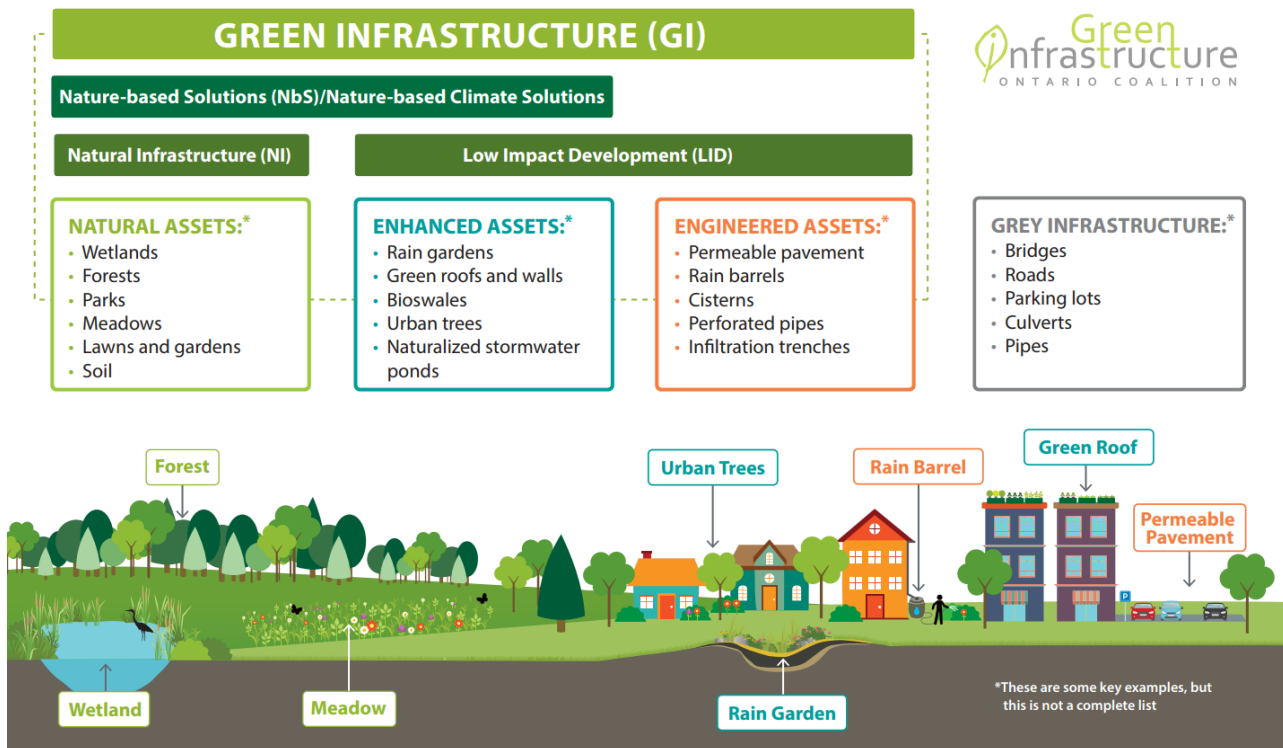 GREEN INFRASTRUCTURE (GI)
Green
Infrastructure
ONTARIO COALITION
Nature-based Solutions (NbS)/Nature-based Climate Solutions
Natural Infrastructure (NI)
Low Impact Development (LID)
NATURAL ASSETS:*
• Wetlands
• Forests
• Parks
• Meadows
• Lawns and gardens
• Soil
ENHANCED ASSETS:*
• Rain gardens
• Green roofs and walls
• Bioswales
• Urban trees
• Naturalized stormwater
ponds
ENGINEERED ASSETS:*
• Permeable pavement
• Rain barrels
• Cisterns
• Perforated pipes
• Infiltration trenches
GREY INFRASTRUCTURE:*
• Bridges
• Roads
• Parking lots
• Culverts
• Pipes
Forest
Urban Trees
Rain Barrel
Green Roof
Permeable
Pavement
P
Wetland
Meadow
Rain Garden
*These are some key examples, but
this is not a complete list